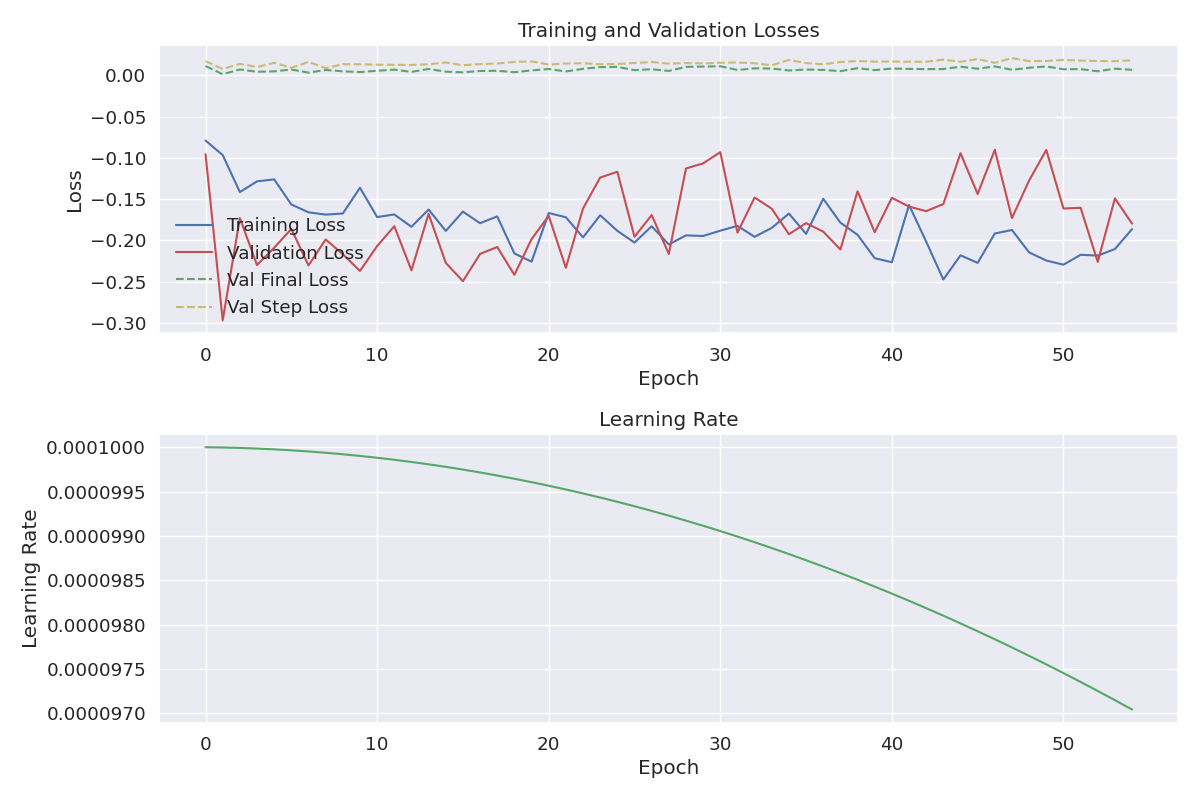 Training and Validation Losses
0.00
−0.05
−0.10
−0.15
−0.20
−0.25
−0.30
Loss
Training Loss
Validation Loss
Val Final Loss
Val Step Loss
0 10 20 30 40 50
Epoch
Learning Rate
0.0001000
0.0000995
0.0000990
0.0000985
0.0000980
0.0000975
0.0000970
Learning Rate
0 10 20 30 40 50
Epoch